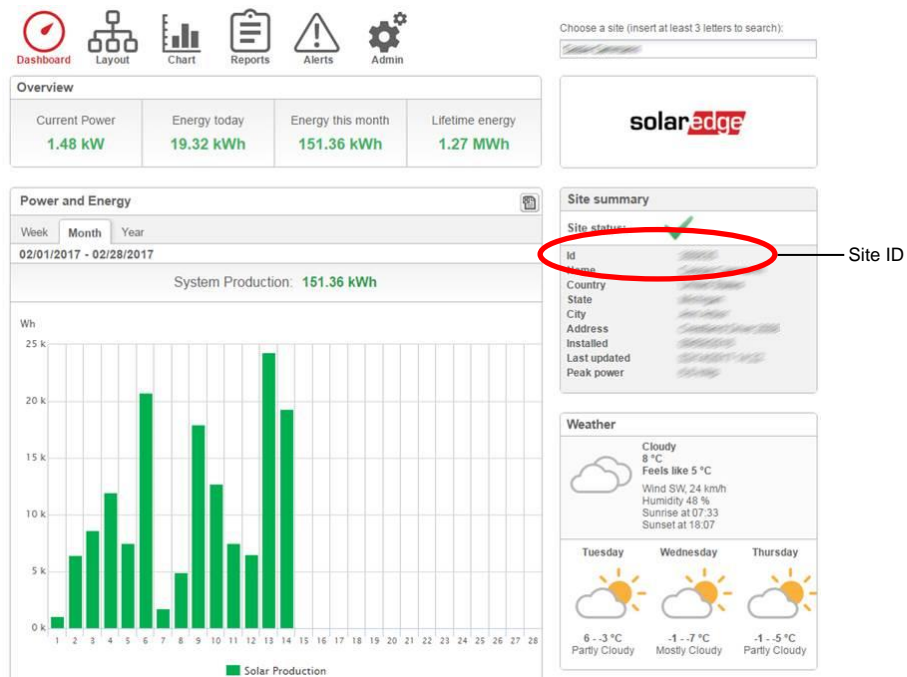 Choose a site (insert at least 3 letters to search):
Dashboard Layout Chart Reports Alerts Admin
Overview
Current Power Energy today Energy this month Lifetime energy
1.48 kW 19.32 kWh 151.36 kWh 1.27 MWh
solaredge
Power and Energy
Week Month Year
02/01/2017 - 02/28/2017
System Production: 151.36 kWh
Wh
25 k
20 k
15 k
10 k
5 k
0 k
1 2 3 4 5 6 7 8 9 10 11 12 13 14 15 16 17 18 19 20 21 22 23 24 25 26 27 28
Solar Production
Site summary
Site status:
Id
Site ID
Name
Country
State
City
Address
Installed
Last updated
Peak power
Weather
Cloudy
8 °C
Feels like 5 °C
Wind SW, 24 km/h
Humidity 48 %
Sunrise at 07:33
Sunset at 18:07
Tuesday Wednesday Thursday
6 - -3 °C -1 - -7 °C -1 - -5 °C
Partly Cloudy Mostly Cloudy Partly Cloudy